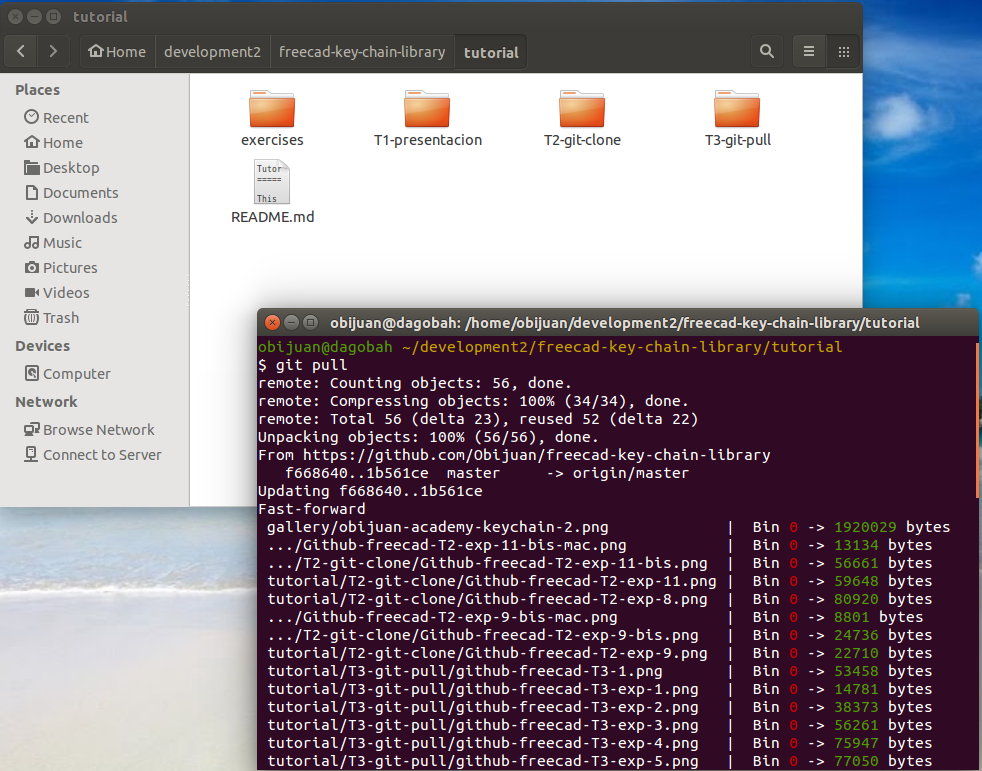 tutorial
Home development2 freecad-key-chain-library tutorial
Places
Recent
Home
Desktop
Documents
Downloads
Music
Pictures
Videos
Trash
Devices
Computer
Network
Browse Network
Connect to Server
exercises T1-presentacion T2-git-clone T3-git-pull
Tutor
=====
This
README.md
obijuan@dagobah: /home/obijuan/development2/freecad-key-chain-library/tutorial
obijuan@dagobah ~/development2/freecad-key-chain-library/tutorial
$ git pull
remote: Counting objects: 56, done.
remote: Compressing objects: 100% (34/34), done.
remote: Total 56 (delta 23), reused 52 (delta 22)
Unpacking objects: 100% (56/56), done.
From https://github.com/Obijuan/freecad-key-chain-library
   f668640..1b561ce  master     -> origin/master
Updating f668640..1b561ce
Fast-forward
 gallery/obijuan-academy-keychain-2.png             |  Bin 0 -> 1920029 bytes
 .../Github-freecad-T2-exp-11-bis-mac.png           |  Bin 0 -> 13134 bytes
 .../T2-git-clone/Github-freecad-T2-exp-11-bis.png  |  Bin 0 -> 56661 bytes
 tutorial/T2-git-clone/Github-freecad-T2-exp-11.png |  Bin 0 -> 59648 bytes
 tutorial/T2-git-clone/Github-freecad-T2-exp-8.png  |  Bin 0 -> 80920 bytes
 .../Github-freecad-T2-exp-9-bis-mac.png            |  Bin 0 -> 8801 bytes
 .../T2-git-clone/Github-freecad-T2-exp-9-bis.png   |  Bin 0 -> 24736 bytes
 tutorial/T2-git-clone/Github-freecad-T2-exp-9.png  |  Bin 0 -> 22710 bytes
 tutorial/T3-git-pull/github-freecad-T3-1.png       |  Bin 0 -> 53458 bytes
 tutorial/T3-git-pull/github-freecad-T3-exp-1.png   |  Bin 0 -> 14781 bytes
 tutorial/T3-git-pull/github-freecad-T3-exp-2.png   |  Bin 0 -> 38373 bytes
 tutorial/T3-git-pull/github-freecad-T3-exp-3.png   |  Bin 0 -> 56261 bytes
 tutorial/T3-git-pull/github-freecad-T3-exp-4.png   |  Bin 0 -> 75947 bytes
 tutorial/T3-git-pull/github-freecad-T3-exp-5.png   |  Bin 0 -> 77050 bytes